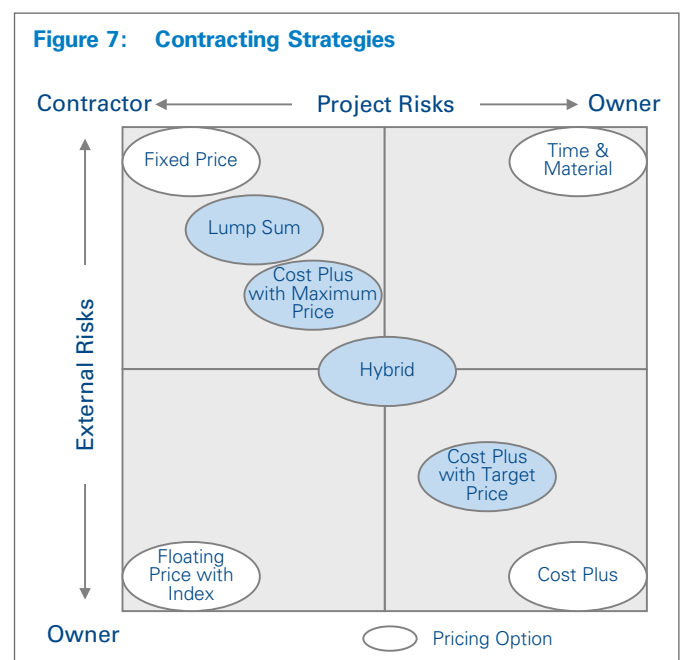 Figure 7: Contracting Strategies
Contractor
Project Risks
Owner
Fixed Price
Time &
Material
Lump Sum
Cost Plus
with Maximum
Price
External Risks
Hybrid
Cost Plus
with Target
Price
Floating
Price with
Index
Cost Plus
Owner
Pricing Option